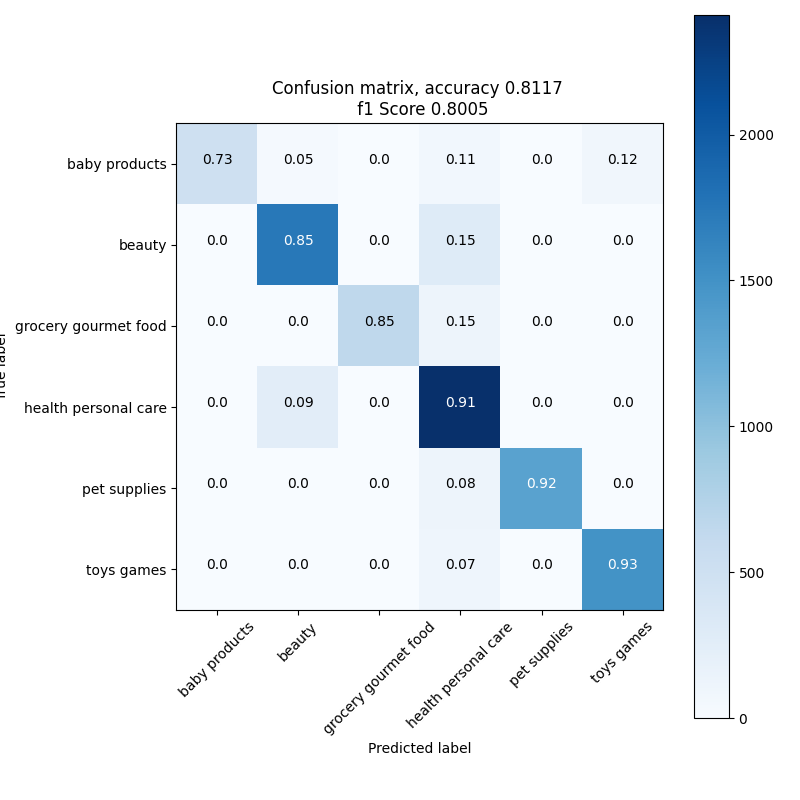 Confusion matrix, accuracy 0.8117
f1 Score 0.8005
baby products 0.73 0.05 0.0 0.11 0.0 0.12
beauty 0.0 0.85 0.0 0.15 0.0 0.0
grocery gourmet food 0.0 0.0 0.85 0.15 0.0 0.0
health personal care 0.0 0.09 0.0 0.91 0.0 0.0
pet supplies 0.0 0.0 0.0 0.08 0.92 0.0
toys games 0.0 0.0 0.0 0.07 0.0 0.93
baby products
beauty
grocery gourmet food
health personal care
pet supplies
toys games
Predicted label
2000
1500
1000
500
0